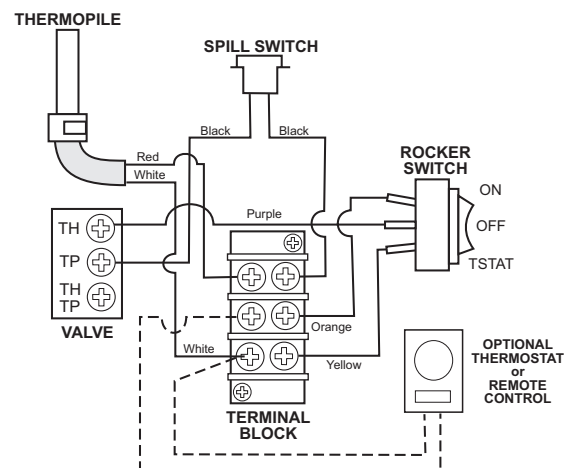 THERMOPILE
SPILL SWITCH
Black
Black
Red
White
ROCKER
SWITCH
ON
OFF
TSTAT
Purple
TH
TP
TH
TP
VALVE
Orange
White
Yellow
TERMINAL
BLOCK
OPTIONAL
THERMOSTAT
or
REMOTE
CONTROL